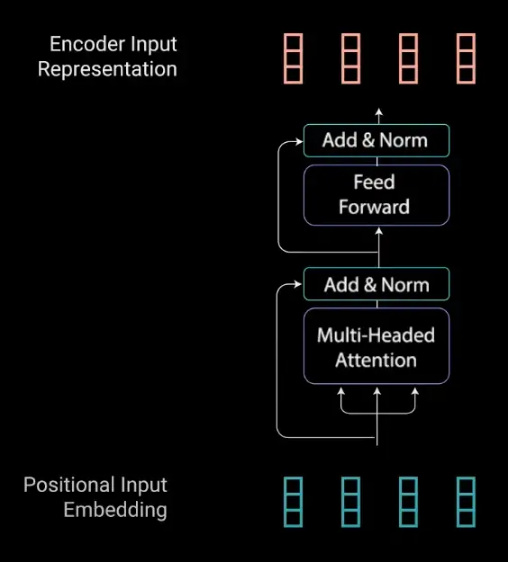 Encoder Input
Representation
Add & Norm
Feed
Forward
Add & Norm
Multi-Headed
Attention
Positional Input
Embedding